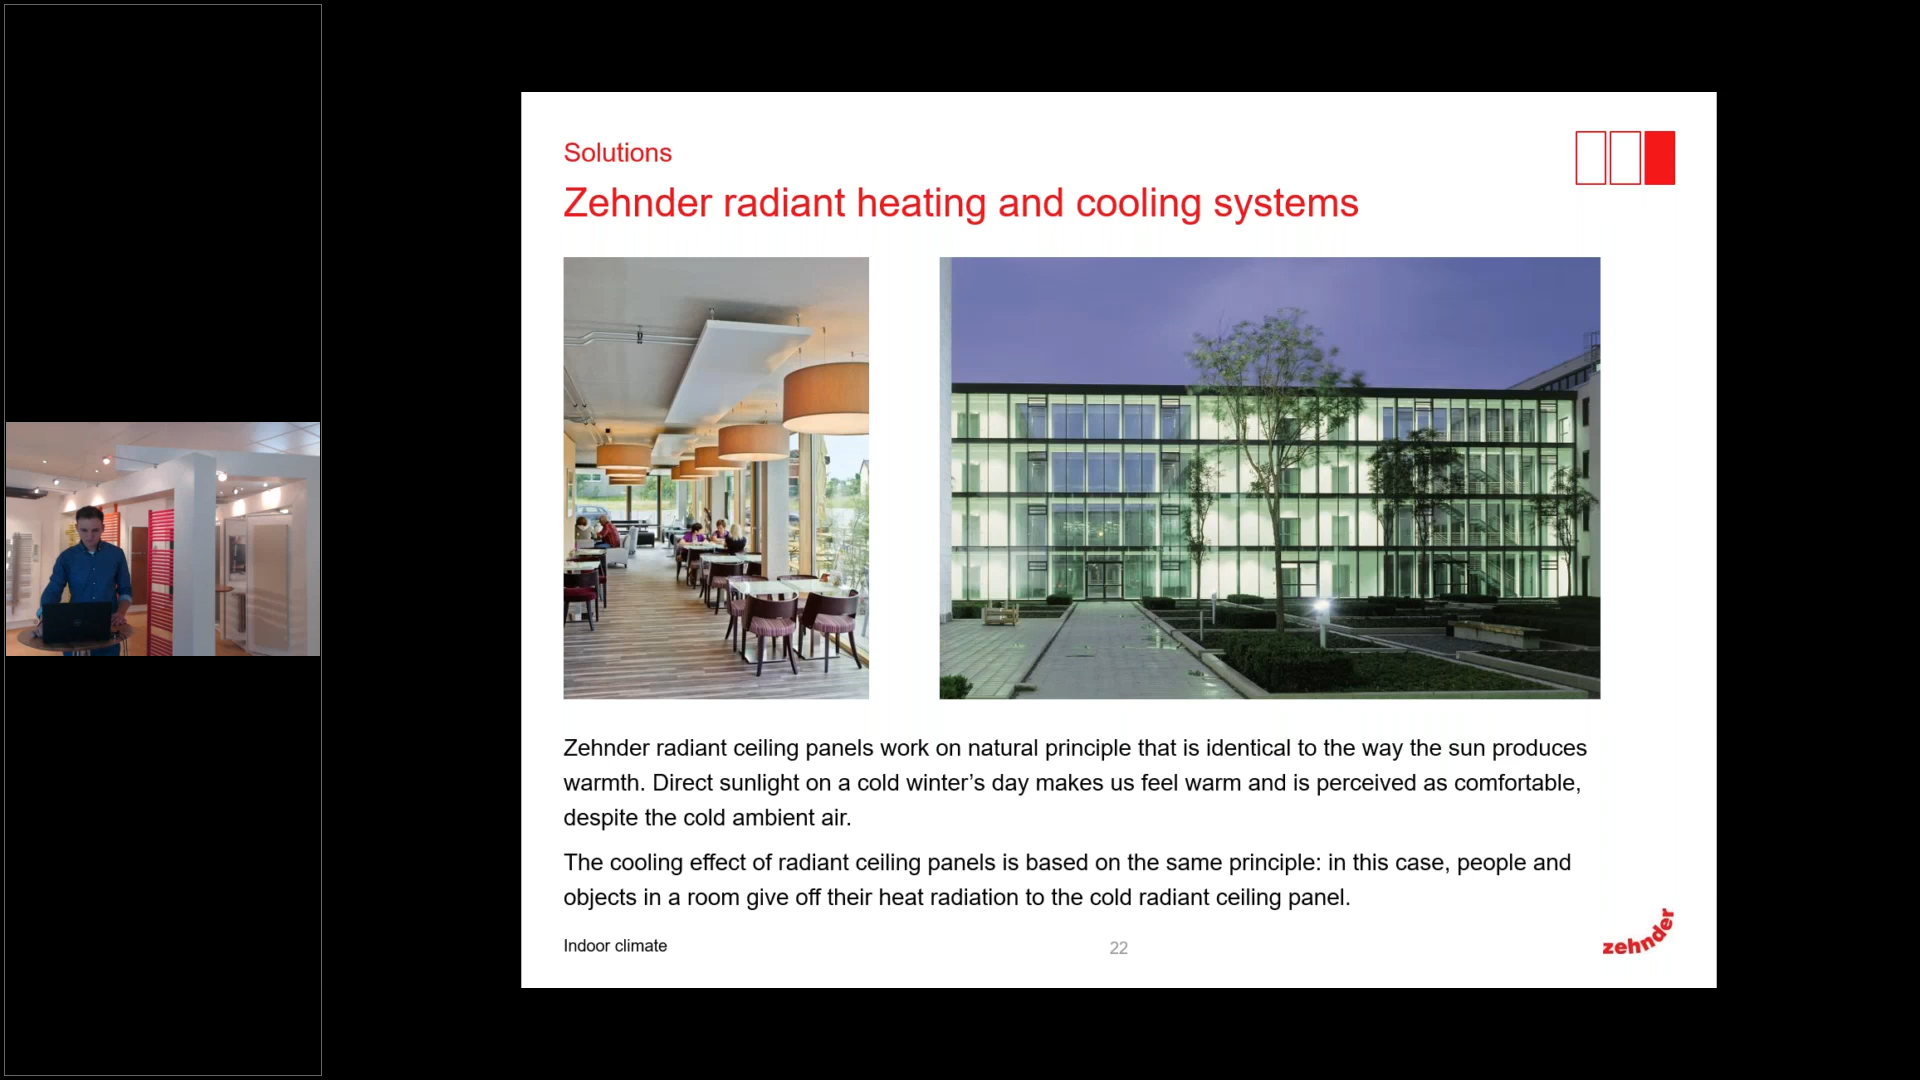 Solutions
Zehnder radiant heating and cooling systems
Zehnder radiant ceiling panels work on natural principle that is identical to the way the sun produces
warmth. Direct sunlight on a cold winter’s day makes us feel warm and is perceived as comfortable,
despite the cold ambient air.
The cooling effect of radiant ceiling panels is based on the same principle: in this case, people and
objects in a room give off their heat radiation to the cold radiant ceiling panel.
Indoor climate
22
zehnder